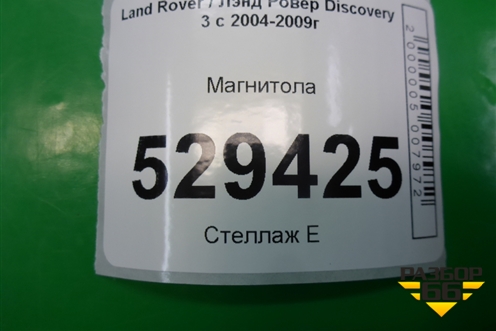 Land Rover / Лэнд Ровер Discovery
3 с 2004-2009г
Магнитола
529425
Стеллаж Е
2000005007972
РАЗБОР
66